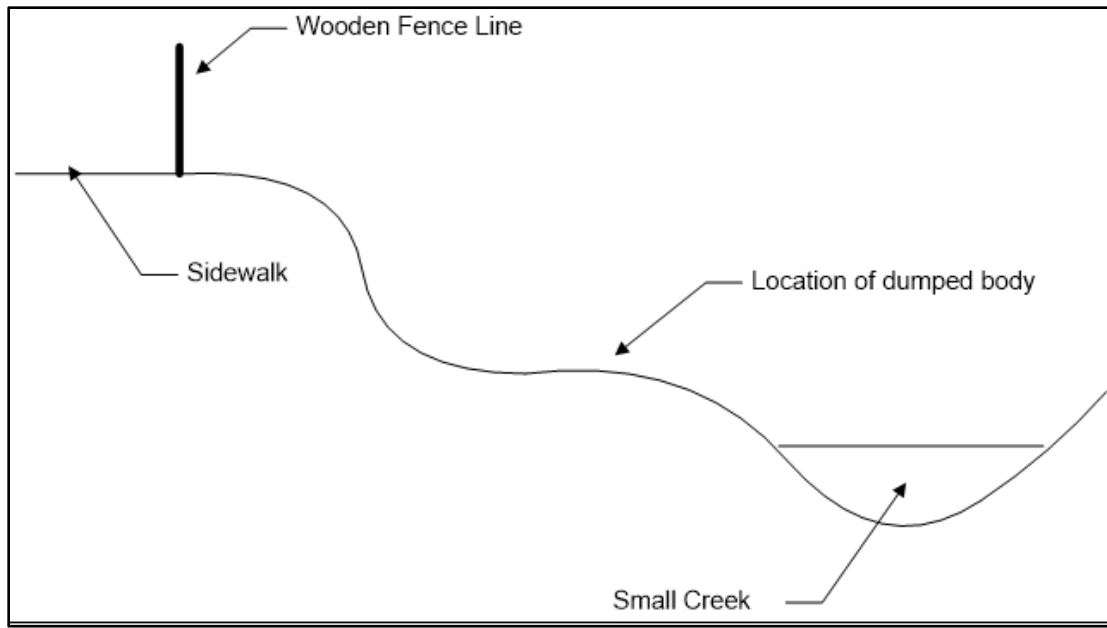 Wooden Fence Line
Sidewalk
Location of dumped body
Small Creek